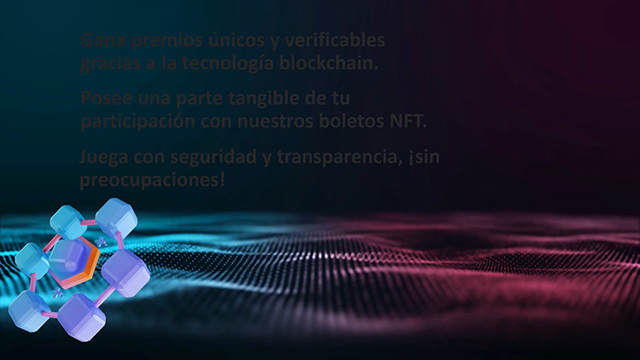 Gana premios únicos y verificables
gracias a la tecnología blockchain.
Posee una parte tangible de tu
participación con nuestros boletos NFT.
Juega con seguridad y transparencia, ¡sin
preocupaciones!